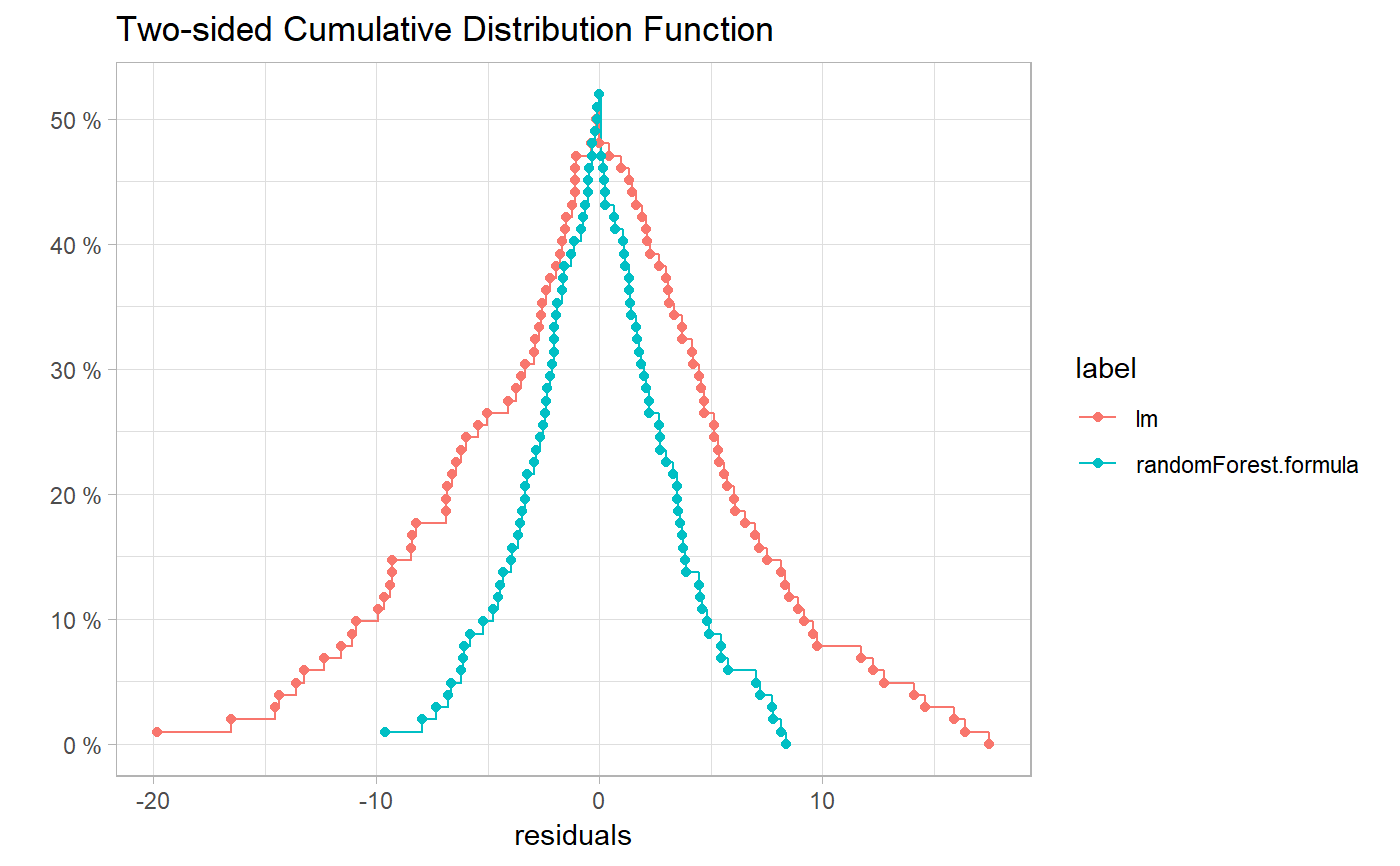 Two-sided Cumulative Distribution Function
50 %
40 %
30 %
20 %
10 %
0 %
-20
-10
0
10
residuals
label
lm
randomForest.formula